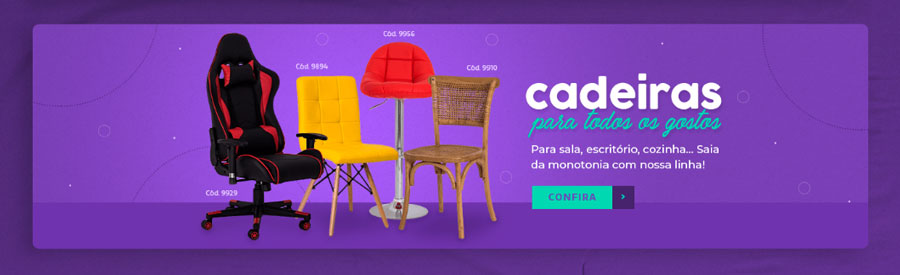 Cód. 9956
Cód. 9894
Cód. 9910
Cód. 9929
cadeiras
para todos os gostos
Para sala, escritório, cozinha... Saia
da monotonia com nossa linha!
CONFIRA >